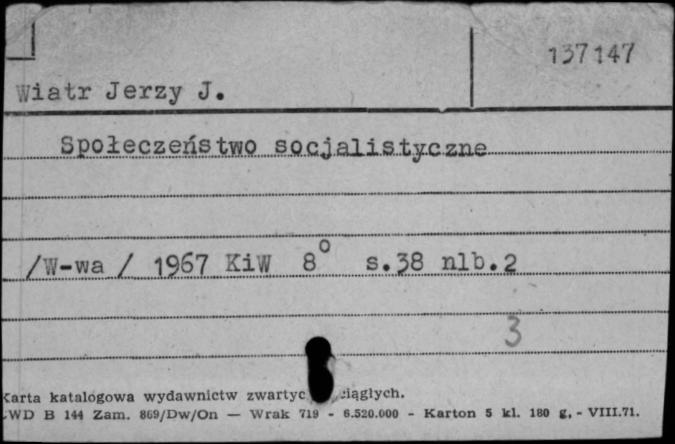 137147
Wiatr Jerzy J.
Społeczeństwo socjalistyczne
/W-wa / 1967 KiW 8° s.38 nlb.2
3
Karta katalogowa wydawnictw zwartyc ciągłych.
LWD B 144 Zam. 869/Dw/On — Wrak 719 - 6.520.000 - Karton 5 kl. 180 g, - VIII.71.